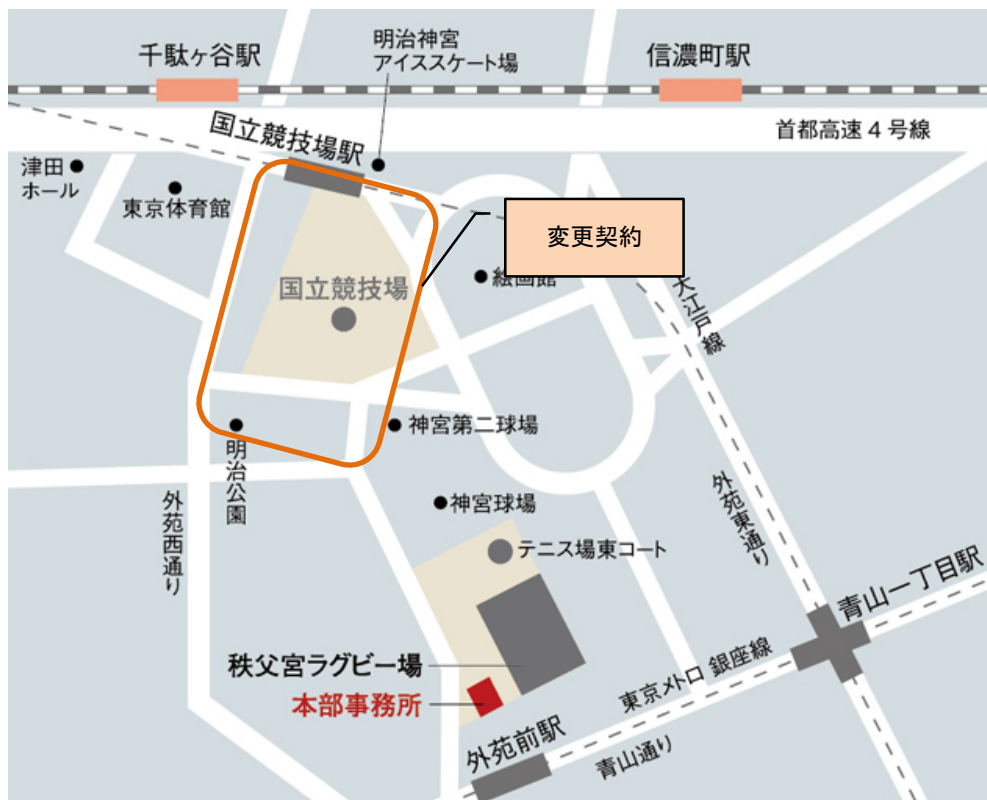 千駄ヶ谷駅
明治神宮
アイススケート場
信濃町駅
首都高速 4 号線
国立競技場駅
津田
ホール
東京体育館
変更契約
絵画館
国立競技場
大江戸線
神宮第二球場
明治公園
外苑西通り
神宮球場
外苑東通り
テニス場東コート
青山一丁目駅
秩父宮ラグビー場
本部事務所
東京メトロ 銀座線
外苑前駅
青山通り